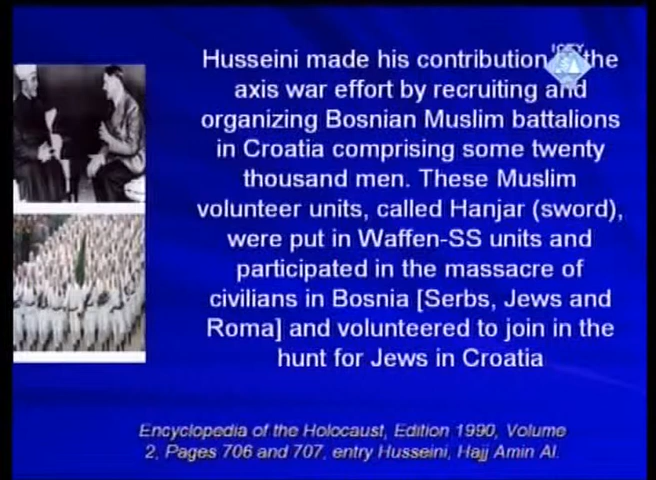 ICTY
Husseini made his contribution the
axis war effort by recruiting and
organizing Bosnian Muslim battalions
in Croatia comprising some twenty
thousand men. These Muslim
volunteer units, called Hanjar (sword),
were put in Waffen-SS units and
participated in the massacre of
civilians in Bosnia [Serbs, Jews and
Roma] and volunteered to join in the
hunt for Jews in Croatia
Encyclopedia of the Holocaust, Edition 1990, Volume
2, Pages 706 and 707, entry Husseini, Hajj Amin Al.